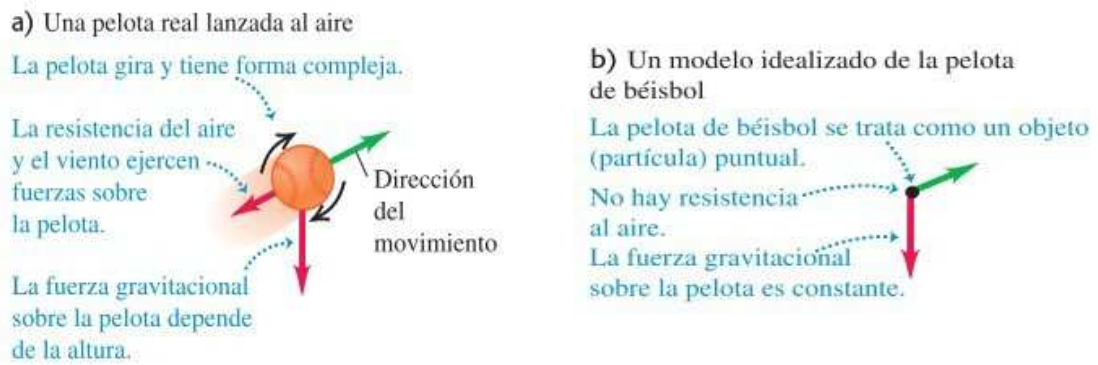 a) Una pelota real lanzada al aire
La pelota gira y tiene forma compleja.
La resistencia del aire
y el viento ejercen
fuerzas sobre
la pelota.
Dirección
del
movimiento
La fuerza gravitacional
sobre la pelota depende
de la altura.
b) Un modelo idealizado de la pelota
de béisbol
La pelota de béisbol se trata como un objeto
(partícula) puntual.
No hay resistencia
al aire.
La fuerza gravitacional
sobre la pelota es constante.